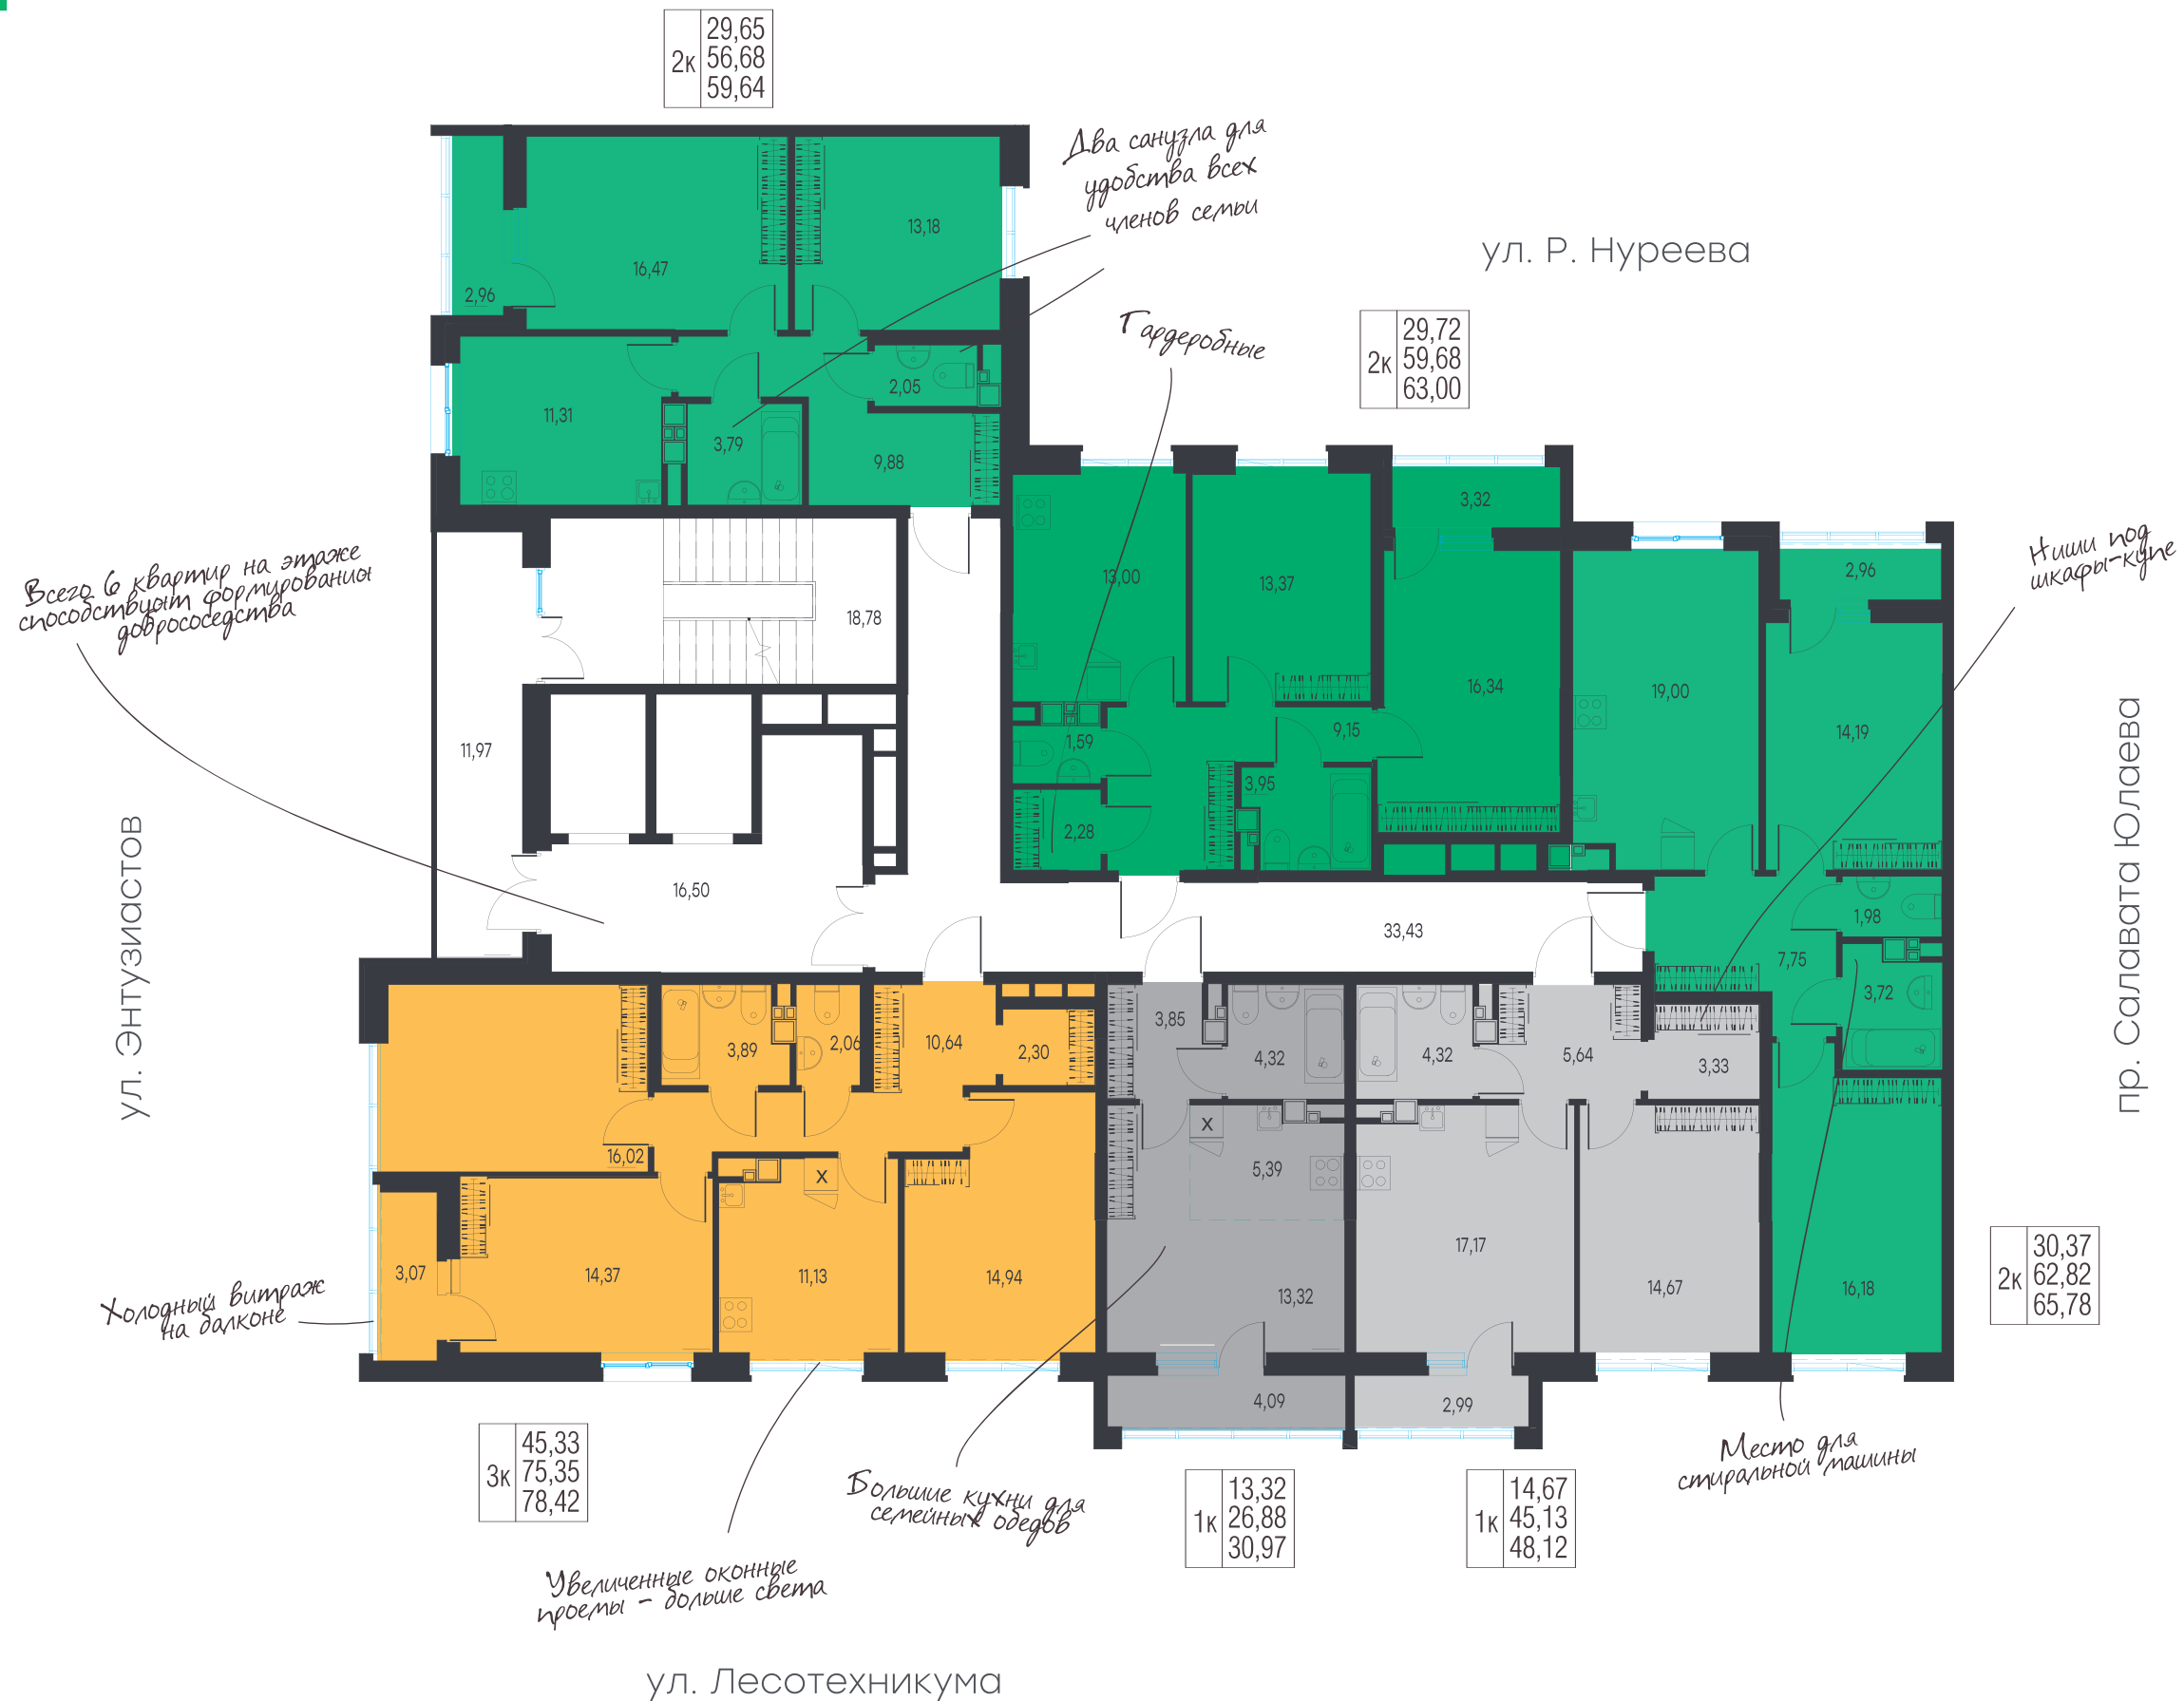 2к
29,65
56,68
59,64
Два санузла для
удобства всех
членов семьи
ул. Р. Нуреева
13,18
16,47
2,96
Гардеробные
2к
29,72
59,68
63,00
2,05
11,31
3,79
9,88
3,32
Ниши под
шкафы-купе
Всего 6 квартир на этаже
способствуют формированию
добрососедства
18,78
13,00
13,37
2,96
16,34
19,00
14,19
11,97
1,59
9,15
3,95
2,28
пр. Салавата Юлаева
ул. Энтузиастов
16,50
33,43
1,98
7,75
3,72
3,89
2,06
10,64
2,30
3,85
4,32
4,32
5,64
3,33
16,02
X
X
5,39
3,07
14,37
11,13
14,94
13,32
17,17
14,67
16,18
2к
30,37
62,82
65,78
Холодный витраж
на балконе
4,09
2,99
3к
45,33
75,35
78,42
Большие кухни для
семейных обедов
1к
13,32
26,88
30,97
1к
14,67
45,13
48,12
Место для
стиральной машины
Увеличенные оконные
проемы - больше света
ул. Лесотехникума